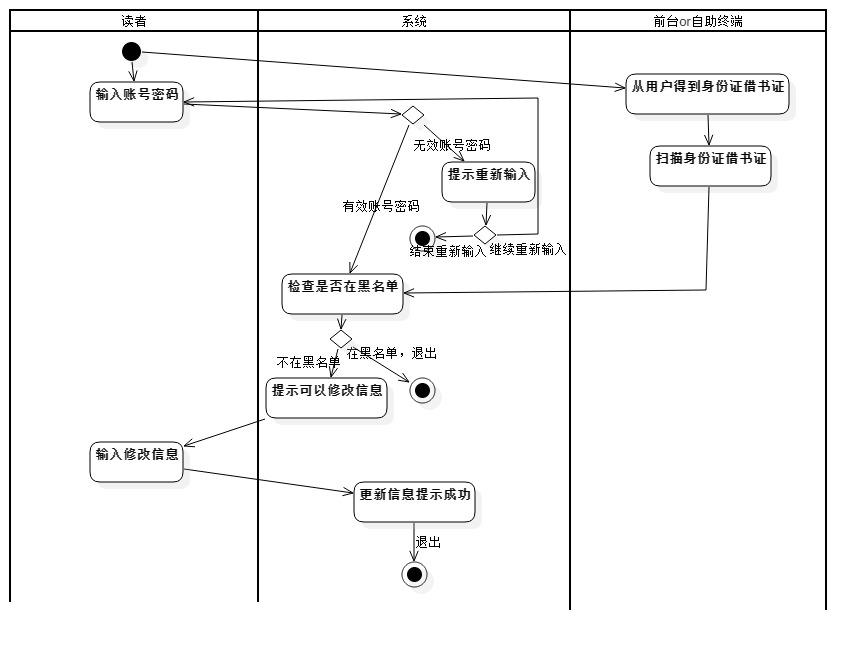 读者
系统
前台or自助终端
输入账号密码
从用户得到身份证借书证
无效账号密码
扫描身份证借书证
提示重新输入
有效账号密码
结束重新输入
继续重新输入
检查是否在黑名单
在黑名单，退出
不在黑名单
提示可以修改信息
输入修改信息
更新信息提示成功
退出